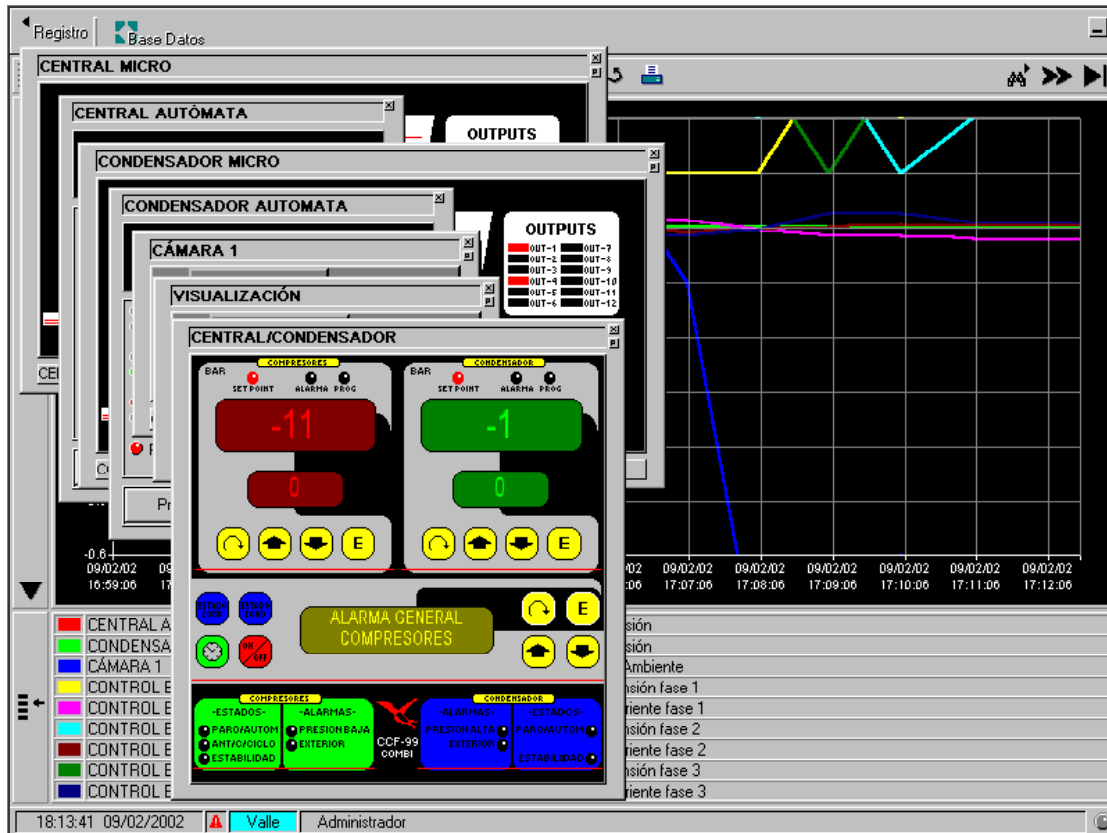 Registro
Base Datos
CENTRAL MICRO
CENTRAL AUTÓMATA
OUTPUTS
CONDENSADOR MICRO
CONDENSADOR AUTOMATA
OUTPUTS
OUT-1 OUT-7
OUT-2 OUT-8
OUT-3 OUT-9
OUT-4 OUT-10
OUT-5 OUT-11
OUT-6 OUT-12
CÁMARA 1
VISUALIZACIÓN
CENTRAL/CONDENSADOR
COMPRESORES
CONDENSADOR
BAR
SET POINT ALARMA PROG
BAR
SET POINT ALARMA PROG
-11
-1
0
0
E
E
-0.6
09/02/02
16:59:06
09/02/02
17:07:06
09/02/02
17:08:06
09/02/02
17:09:06
09/02/02
17:10:06
09/02/02
17:11:06
09/02/02
17:12:06
ESTADO
COMP
ESTADO
COND
ON
/OFF
ALARMA GENERAL
COMPRESORES
E
COMPRESORES
-ESTADOS-
PARO/AUTOM
ANT/C/CICLO
ESTABILIDAD
-ALARMAS-
PRESION BAJA
EXTERIOR
CCF-99
COMBI
CONDENSADOR
-ALARMAS-
PRESION ALTA
EXTERIOR
-ESTADOS-
PARO/AUTOM
ESTABILIDAD
CENTRAL A
CONDENSA
CÁMARA 1
Ambiente
CONTROL E
nsión fase 1
CONTROL E
riente fase 1
CONTROL E
nsión fase 2
CONTROL E
riente fase 2
CONTROL E
nsión fase 3
CONTROL E
riente fase 3
18:13:41 09/02/2002 Valle Administrador